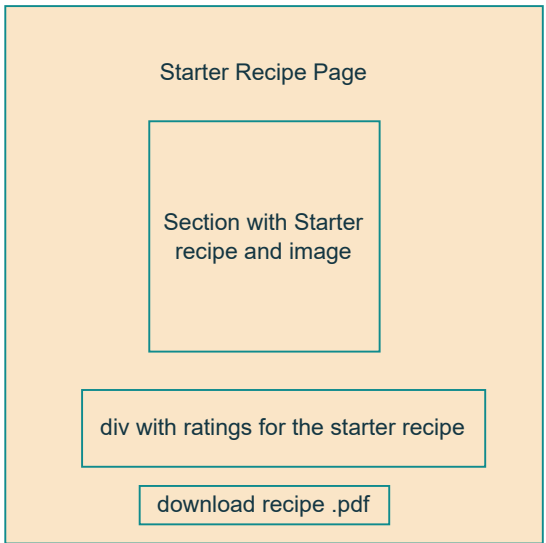 Starter Recipe Page
Section with Starter
recipe and image
div with ratings for the starter recipe
download recipe .pdf